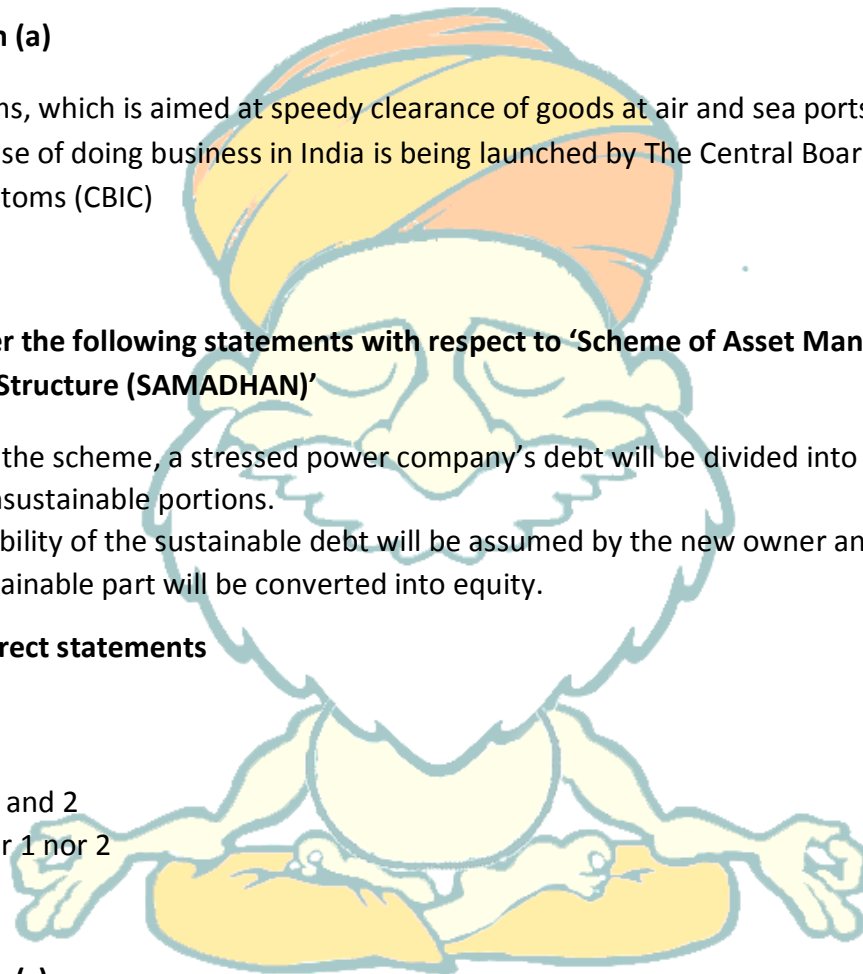 (a)
ms, which is aimed at speedy clearance of goods at air and sea ports
se of doing business in India is being launched by The Central Boar
toms (CBIC)
er the following statements with respect to ‘Scheme of Asset Man
Structure (SAMADHAN)’
the scheme, a stressed power company’s debt will be divided into
nsustainable portions.
bility of the sustainable debt will be assumed by the new owner an
tainable part will be converted into equity.
rect statements
and 2
r 1 nor 2